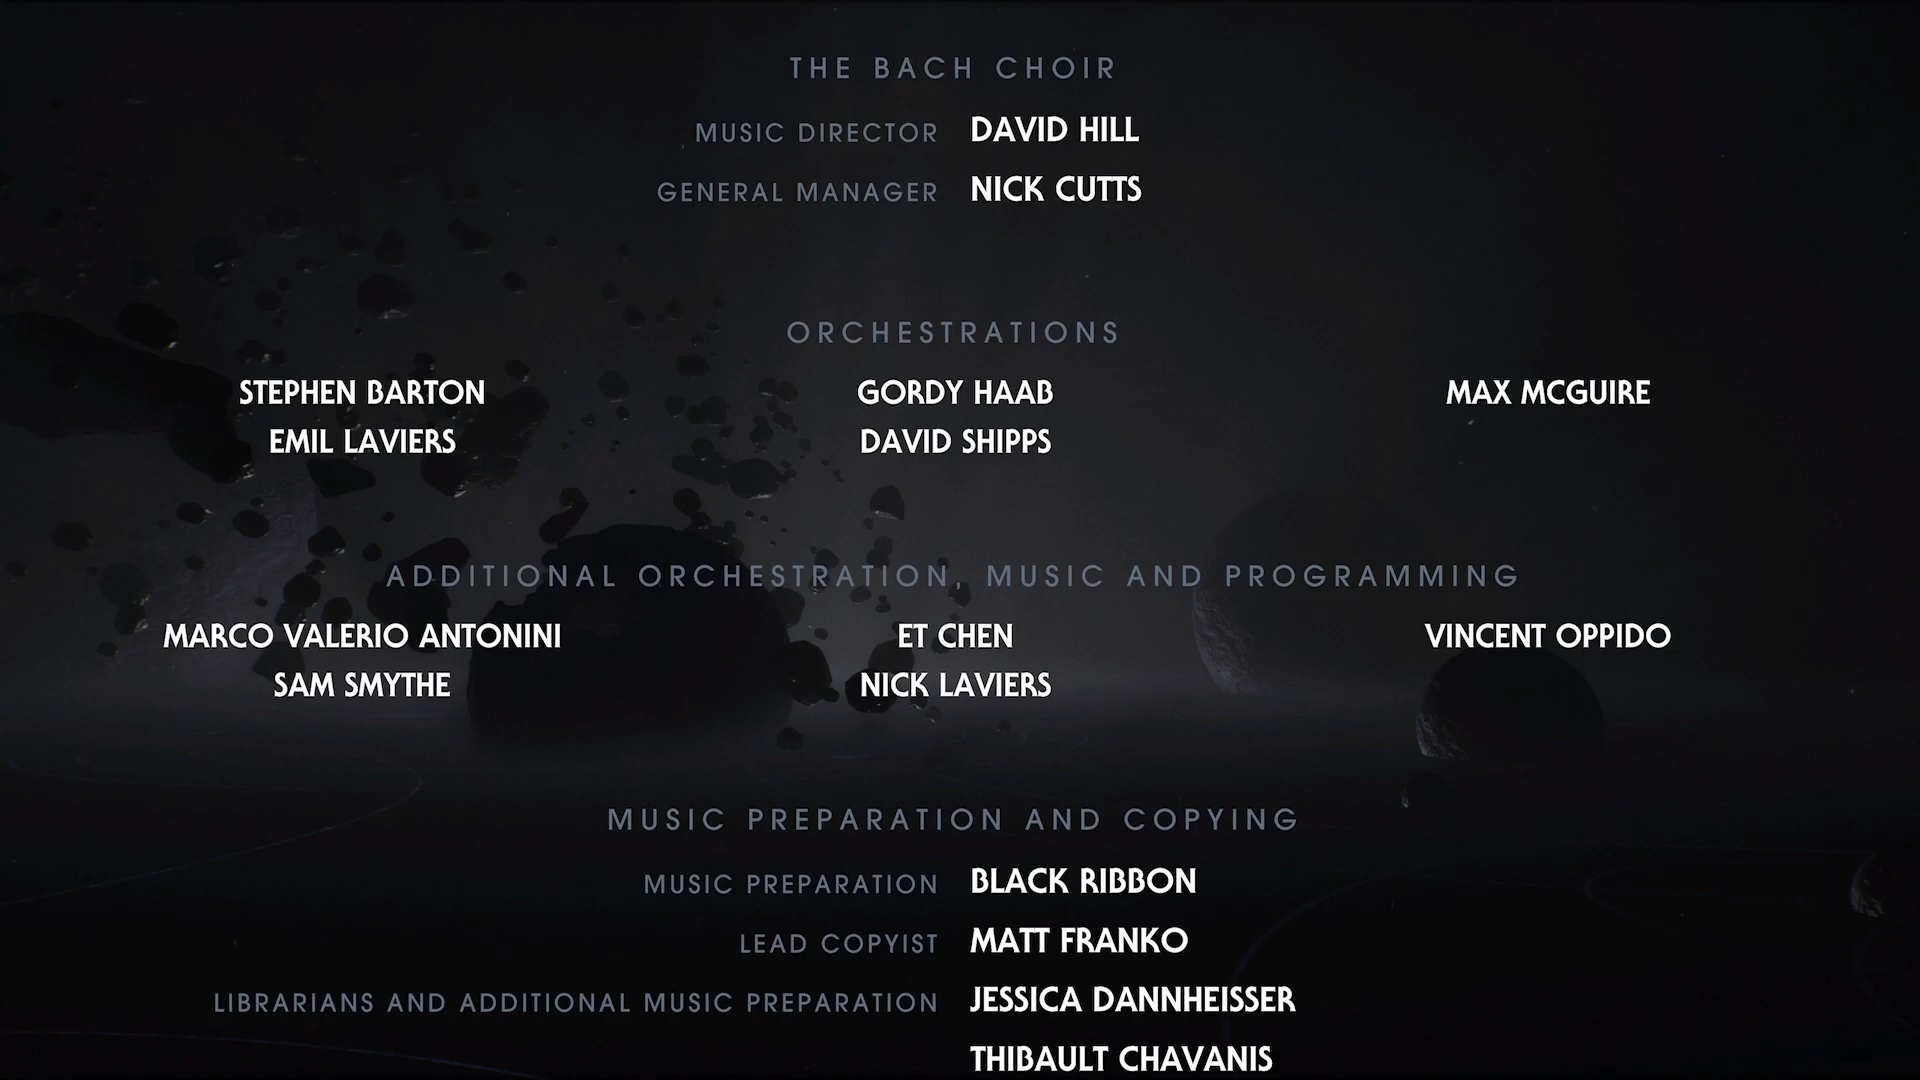 THE BACH CHOIR
MUSIC DIRECTOR DAVID HILL
GENERAL MANAGER NICK CUTTS
ORCHESTRATIONS
STEPHEN BARTON GORDY HAAB MAX MCGUIRE
EMIL LAVIERS DAVID SHIPPS
ADDITIONAL ORCHESTRATION, MUSIC AND PROGRAMMING
MARCO VALERIO ANTONINI ET CHEN VINCENT OPPIDO
SAM SMYTHE NICK LAVIERS
MUSIC PREPARATION AND COPYING
MUSIC PREPARATION BLACK RIBBON
LEAD COPYIST MATT FRANKO
LIBRARIANS AND ADDITIONAL MUSIC PREPARATION JESSICA DANNHEISSER
THIBAULT CHAVANIS